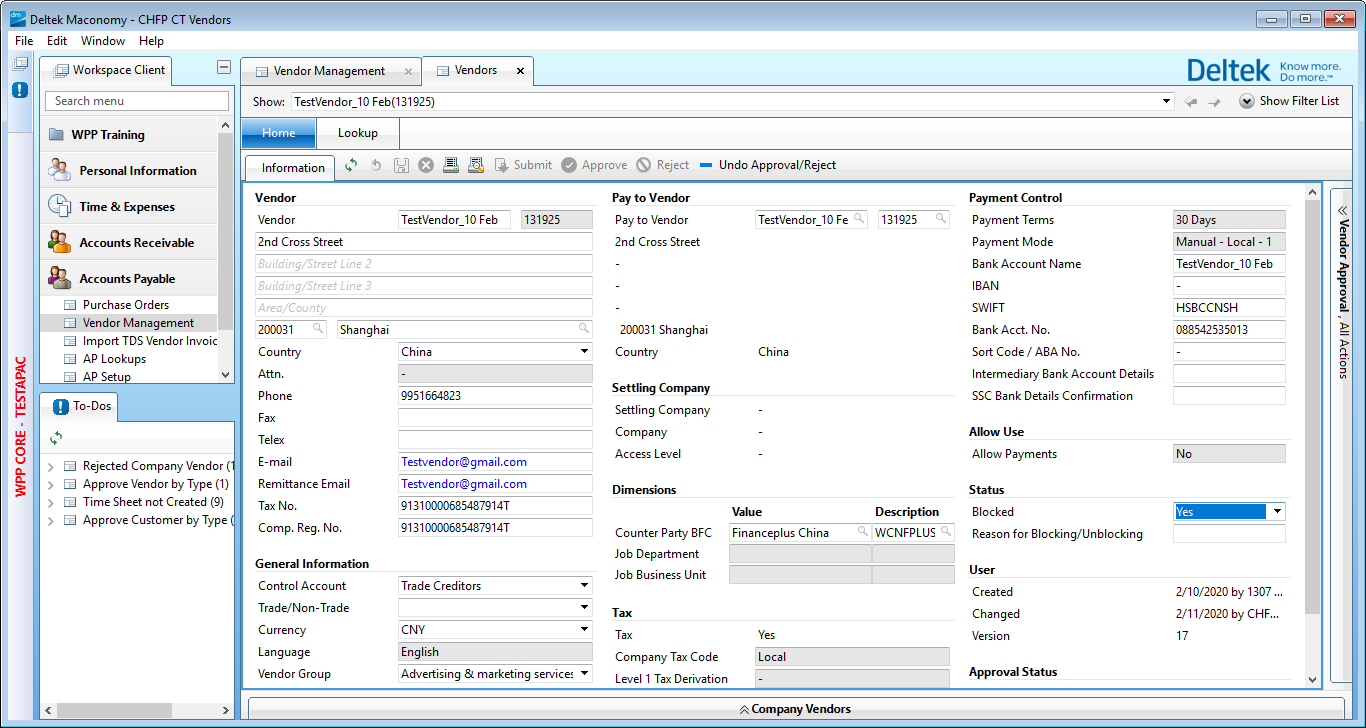 Deltek Maconomy - CHFP CT Vendors
File Edit Window Help
Workspace Client
Search menu
WPP Training
Personal Information
Time & Expenses
Accounts Receivable
Accounts Payable
Purchase Orders
Vendor Management
Import TDS Vendor Invoic
AP Lookups
AP Setup
WPP CORE - TESTAPAC
To-Dos
Rejected Company Vendor (1
Approve Vendor by Type (1)
Time Sheet not Created (9)
Approve Customer by Type (
Vendor Management
Vendors
Deltek Know more.
Do more.™
Show: TestVendor_10 Feb(131925)
Show Filter List
Home Lookup
Information Submit Approve Reject Undo Approval/Reject
Vendor
Vendor TestVendor_10 Feb 131925
2nd Cross Street
Building/Street Line 2
Building/Street Line 3
Area/County
200031 Shanghai
Country China
Attn. -
Phone 9951664823
Fax
Telex
E-mail Testvendor@gmail.com
Remittance Email Testvendor@gmail.com
Tax No. 91310000685487914T
Comp. Reg. No. 91310000685487914T
General Information
Control Account Trade Creditors
Trade/Non-Trade
Currency CNY
Language English
Vendor Group Advertising & marketing services
Pay to Vendor
Pay to Vendor TestVendor_10 Fe 131925
2nd Cross Street
-
-
-
200031 Shanghai
Country China
Settling Company
Settling Company -
Company -
Access Level -
Dimensions
Value Description
Counter Party BFC Financeplus China WCNFPLUS
Job Department
Job Business Unit
Tax
Tax Yes
Company Tax Code Local
Level 1 Tax Derivation -
Payment Control
Payment Terms 30 Days
Payment Mode Manual - Local - 1
Bank Account Name TestVendor_10 Feb
IBAN -
SWIFT HSBCCNSH
Bank Acct. No. 088542535013
Sort Code / ABA No. -
Intermediary Bank Account Details
SSC Bank Details Confirmation
Allow Use
Allow Payments No
Status
Blocked Yes
Reason for Blocking/Unblocking
User
Created 2/10/2020 by 1307 ...
Changed 2/11/2020 by CHF...
Version 17
Approval Status
Vendor Approval , All Actions
Company Vendors